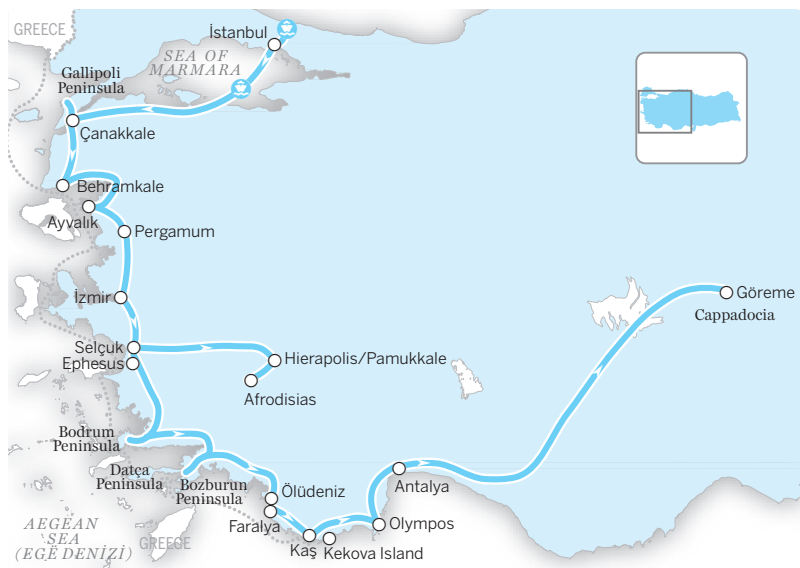 GREECE
İstanbul
SEA OF
MARMARA
Gallipoli
Peninsula
Çanakkale
Behramkale
Ayvalık
Pergamum
İzmir
Göreme
Cappadocia
Selçuk
Ephesus
Hierapolis/Pamukkale
Afrodisias
Bodrum
Peninsula
Datça
Peninsula
Bozburun
Peninsula
Ölüdeniz
Faralya
Antalya
Olympos
Kaş
Kekova Island
AEGEAN
SEA
(EGE DENİZİ)
GREECE